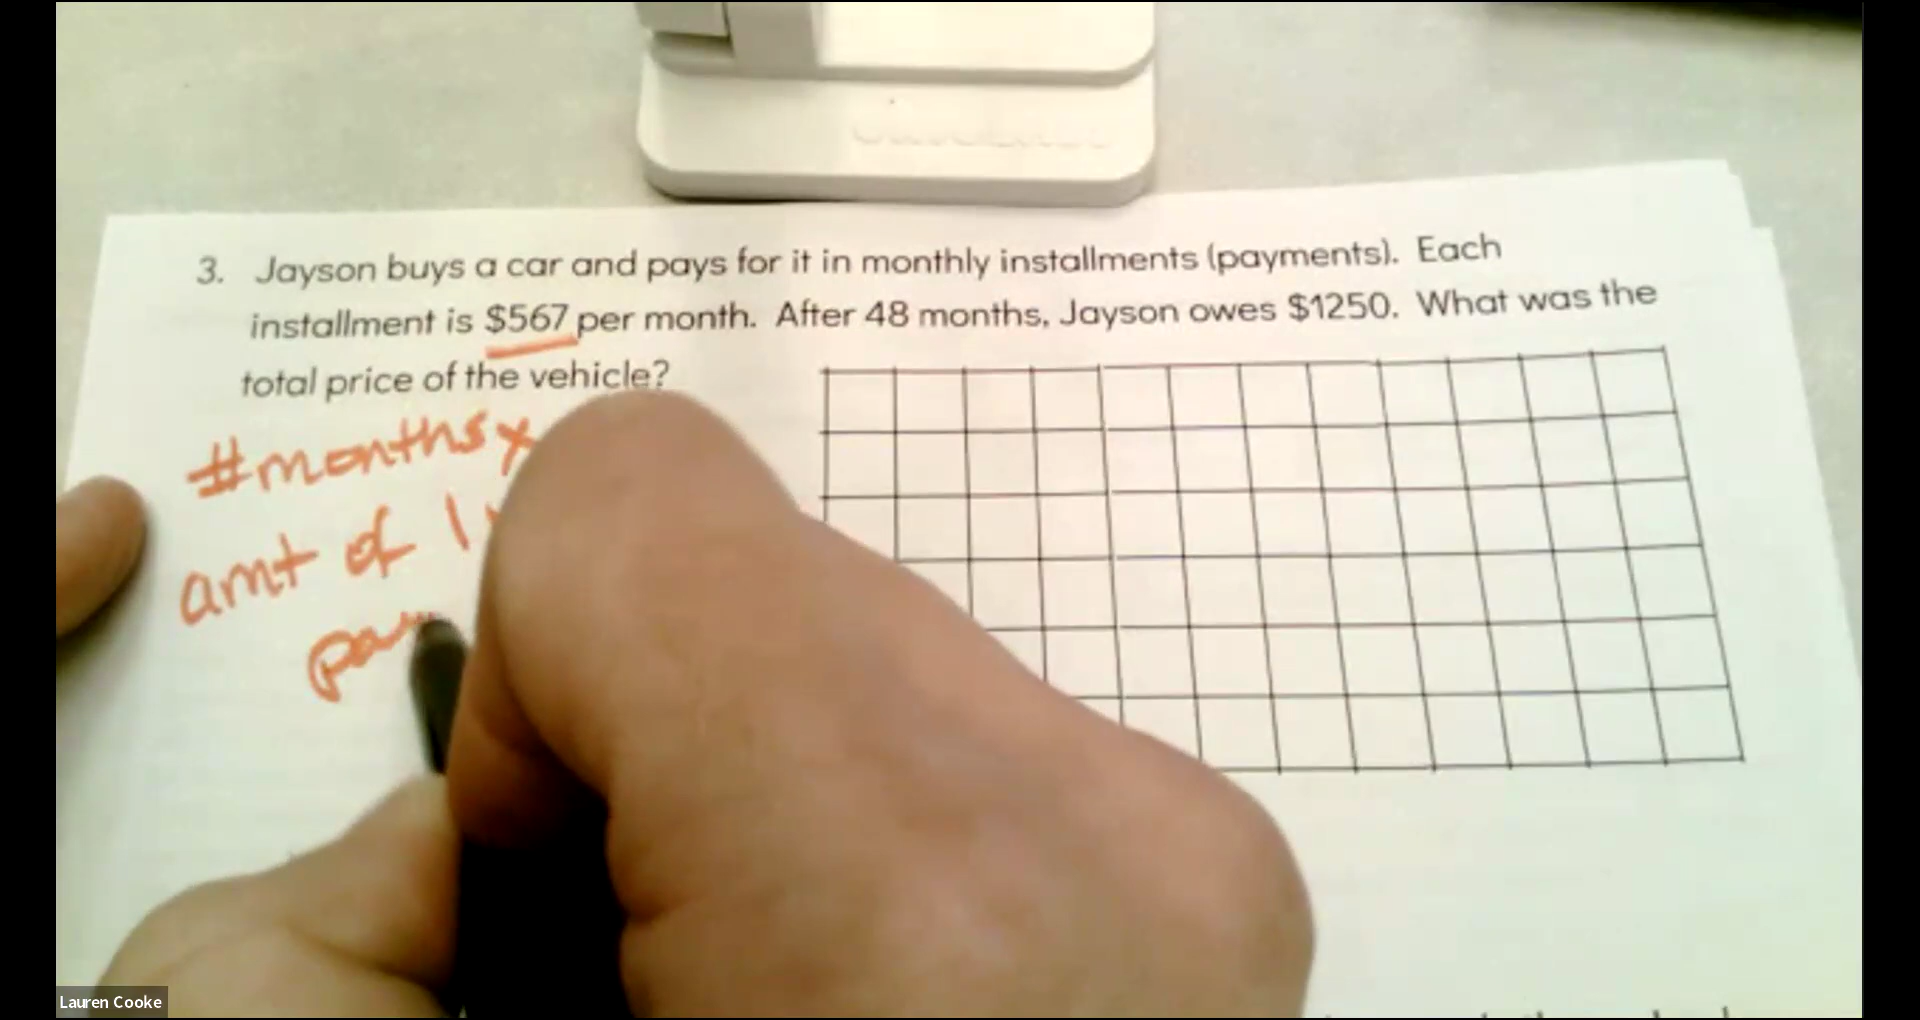 3. Jayson buys a car and pays for it in monthly installments (payments). Each
installment is $567 per month. After 48 months, Jayson owes $1250. What was the
total price of the vehicle?
#months x
amt of 1
Lauren Cooke